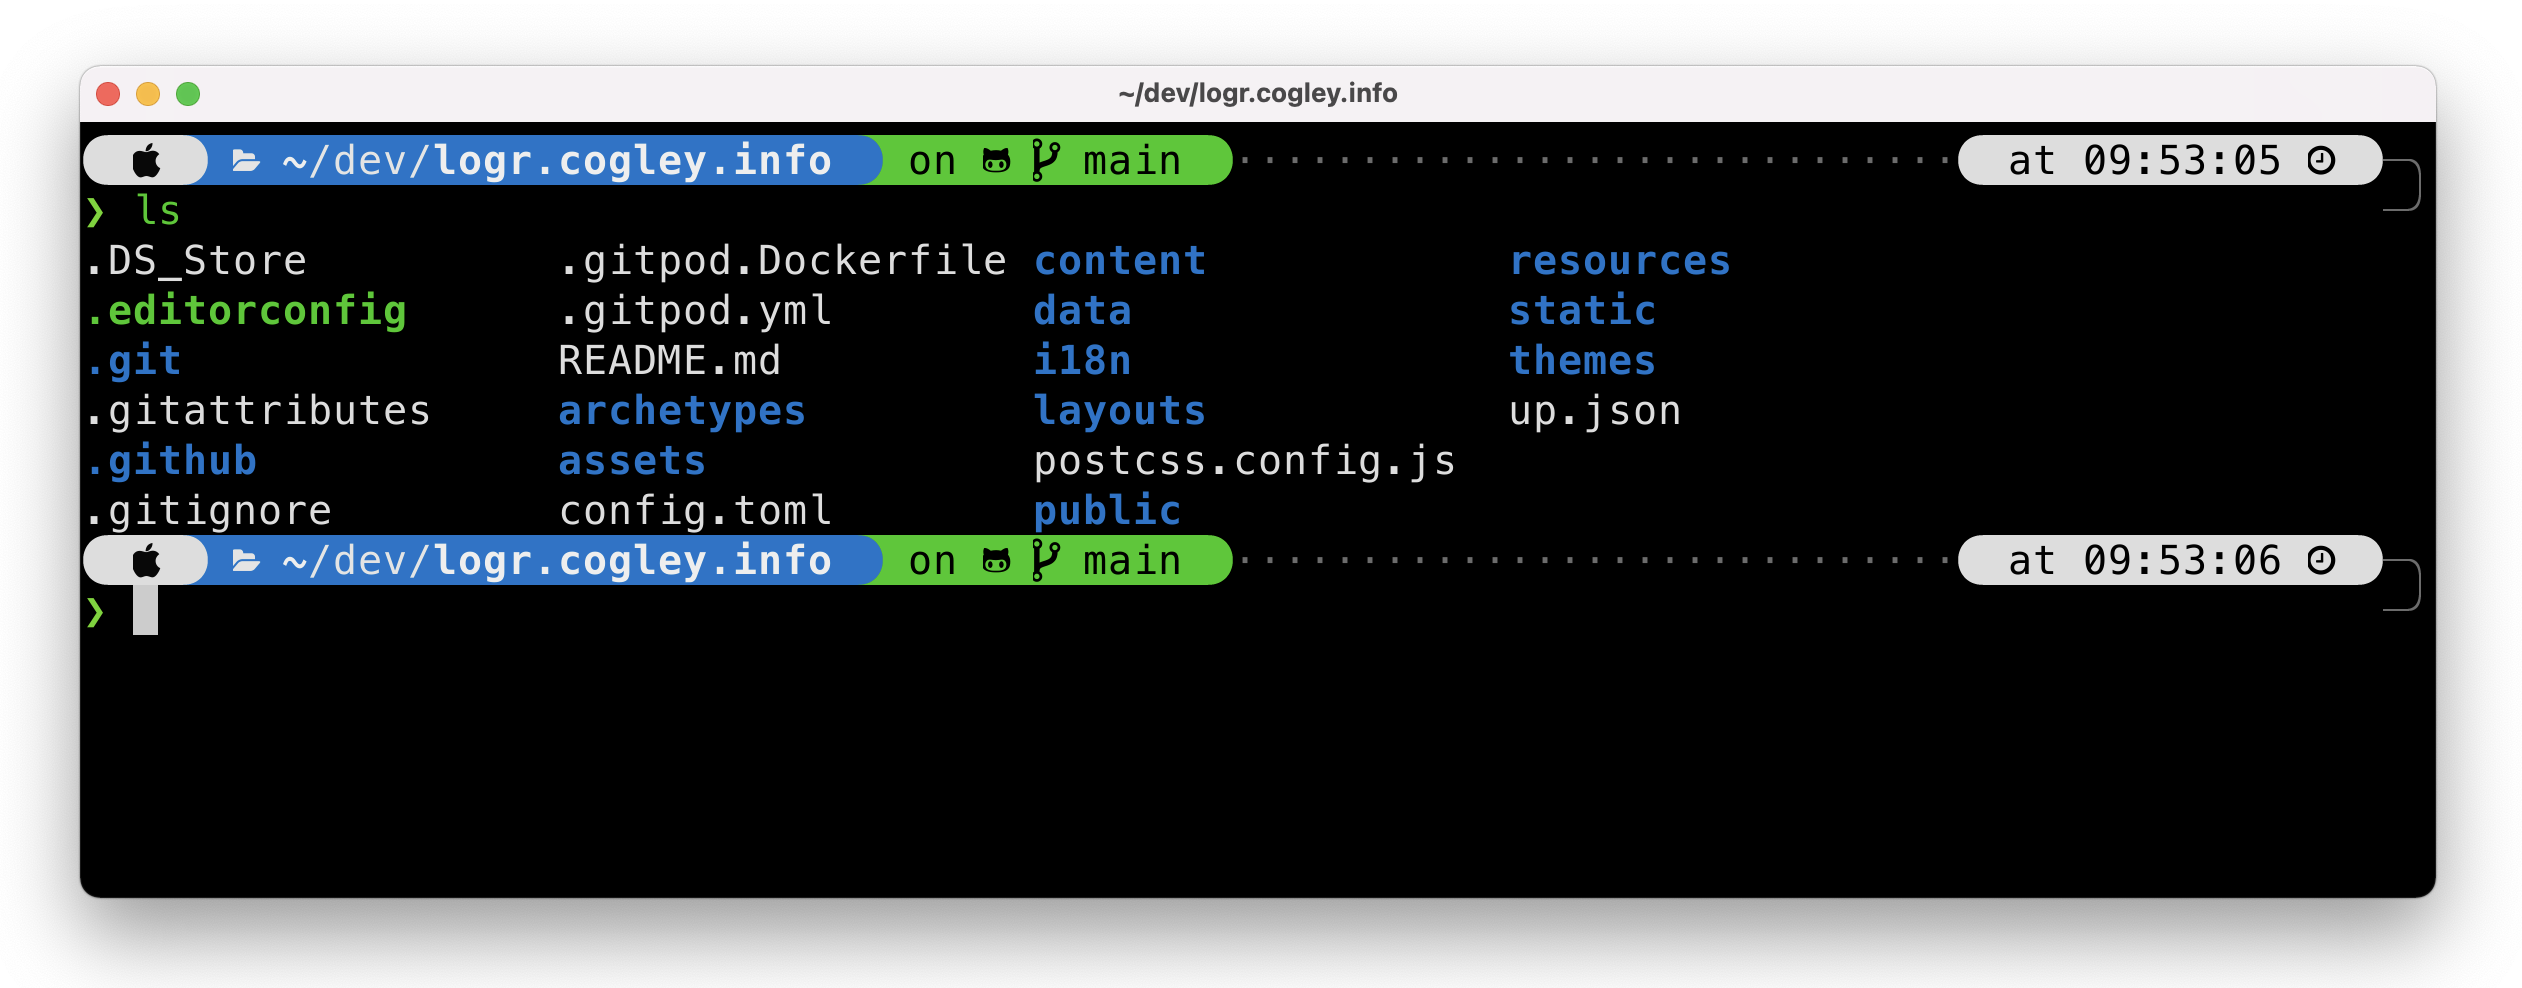 ~/dev/logr.cogley.info
~/dev/logr.cogley.info on main at 09:53:05
❯ ls
.DS_Store .gitpod.Dockerfile content resources
.editorconfig .gitpod.yml data static
.git README.md i18n themes
.gitattributes archetypes layouts up.json
.github assets postcss.config.js
.gitignore config.toml public
~/dev/logr.cogley.info on main at 09:53:06
❯